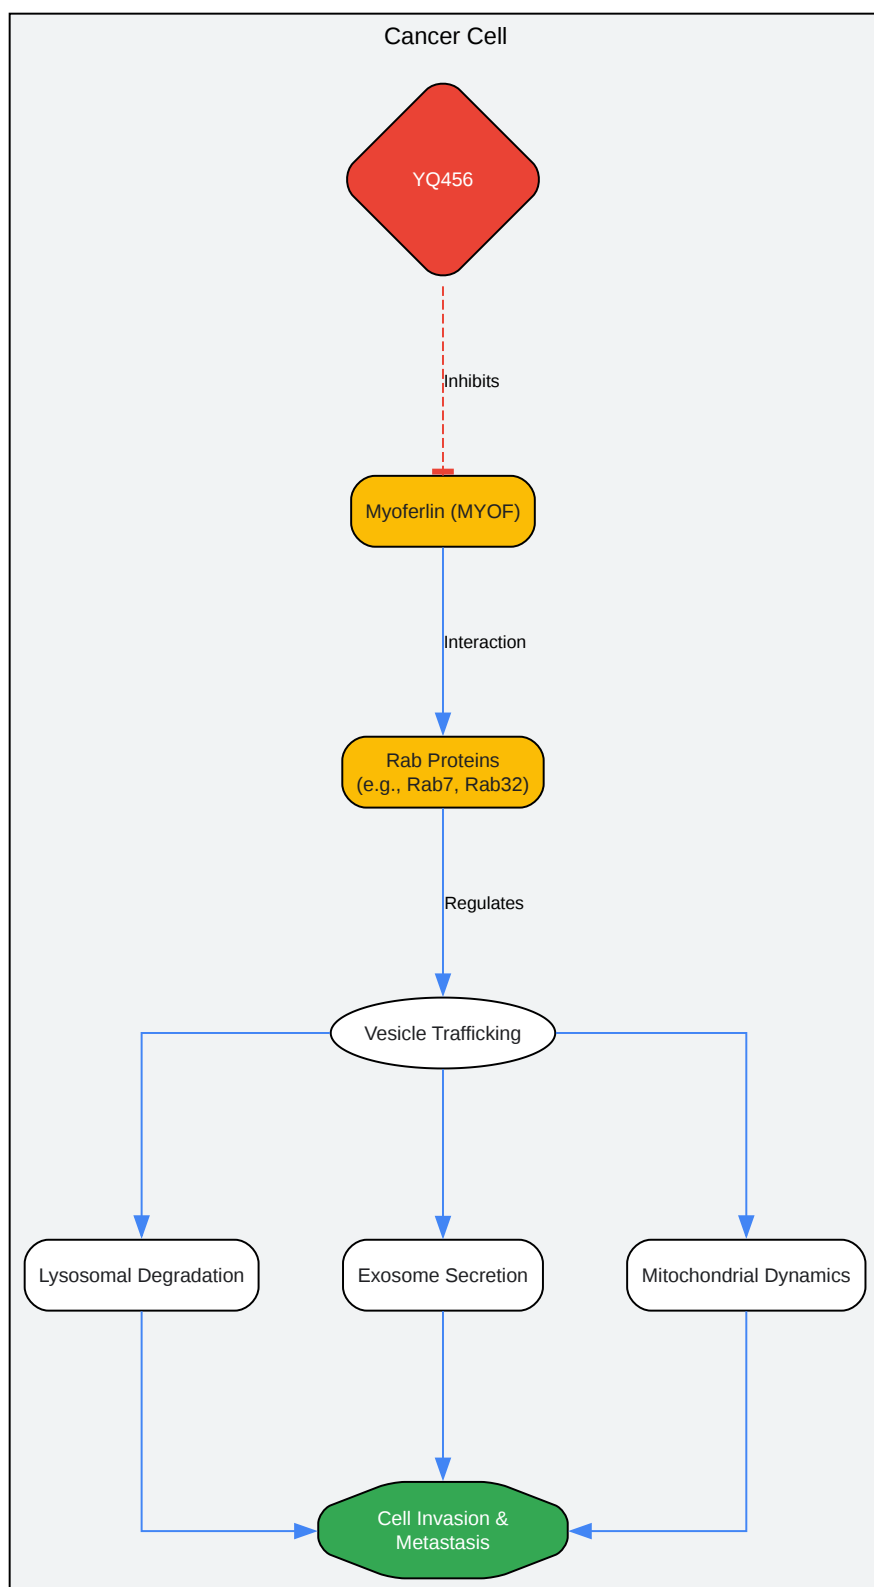 Cancer Cell
YQ456
Inhibits
Myoferlin (MYOF)
Interaction
Rab Proteins
(e.g., Rab7, Rab32)
Regulates
Vesicle Trafficking
Lysosomal Degradation
Exosome Secretion
Mitochondrial Dynamics
Cell Invasion &
Metastasis